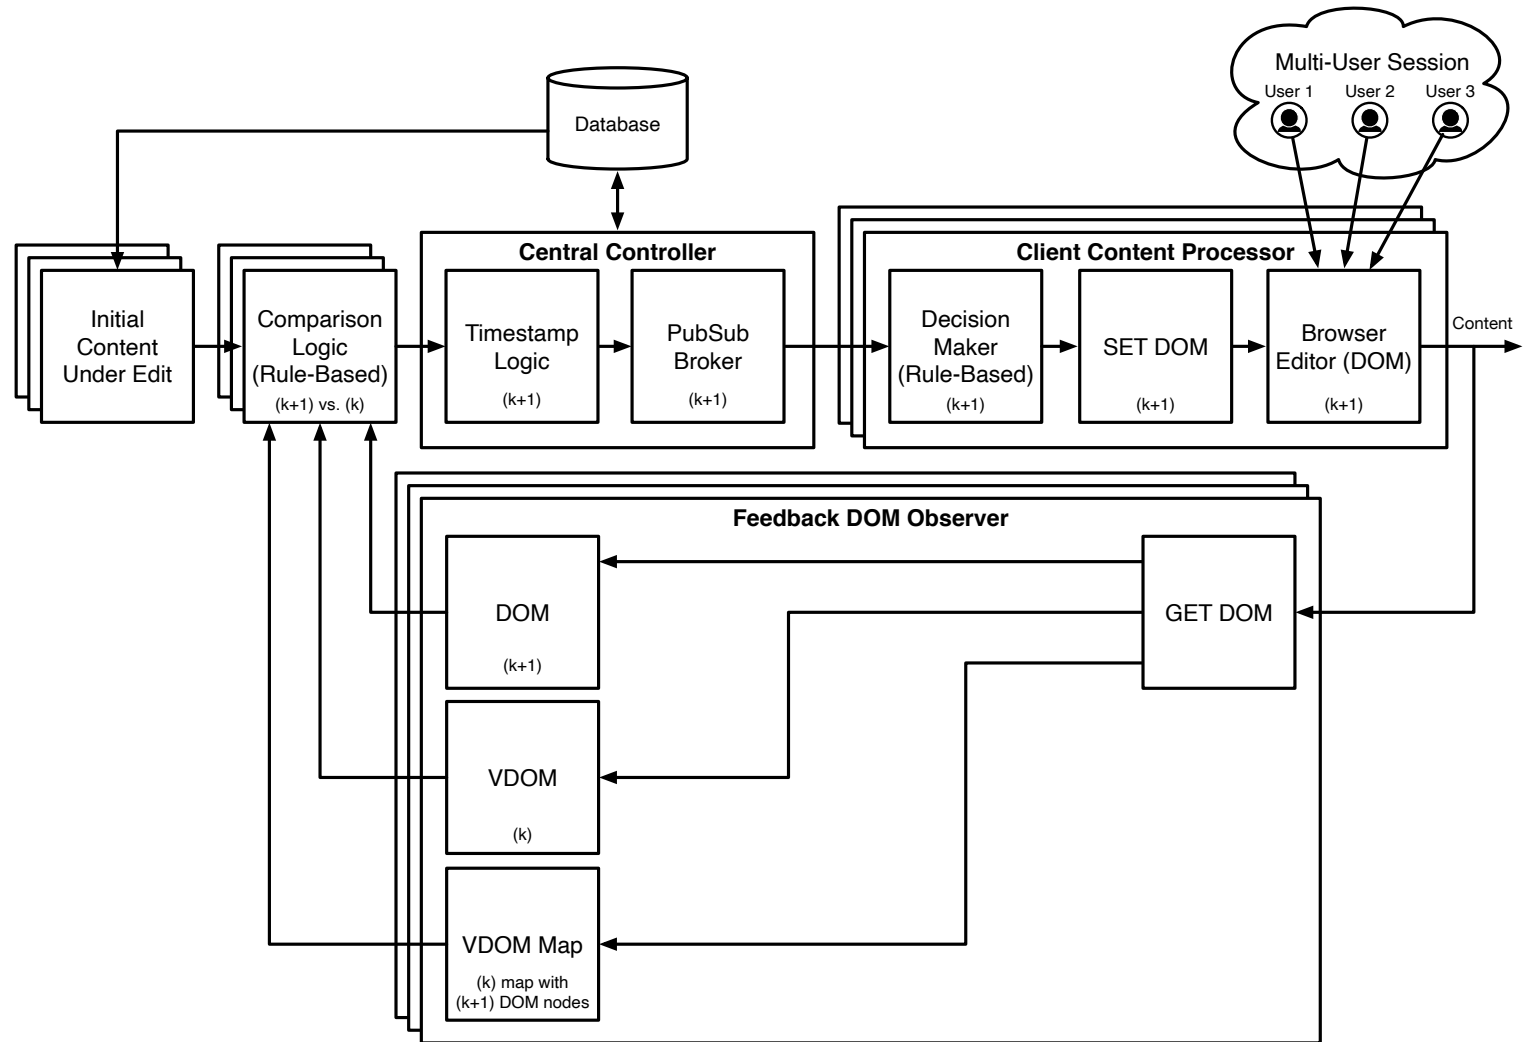 Multi-User Session
User 1 User 2 User 3
Database
Central Controller
Client Content Processor
Initial
Content
Under Edit
Comparison
Logic
(Rule-Based)
(k+1) vs. (k)
Timestamp
Logic
(k+1)
PubSub
Broker
(k+1)
Decision
Maker
(Rule-Based)
(k+1)
SET DOM
(k+1)
Browser
Editor (DOM)
(k+1)
Content
Feedback DOM Observer
DOM
(k+1)
GET DOM
VDOM
(k)
VDOM Map
(k) map with
(k+1) DOM nodes